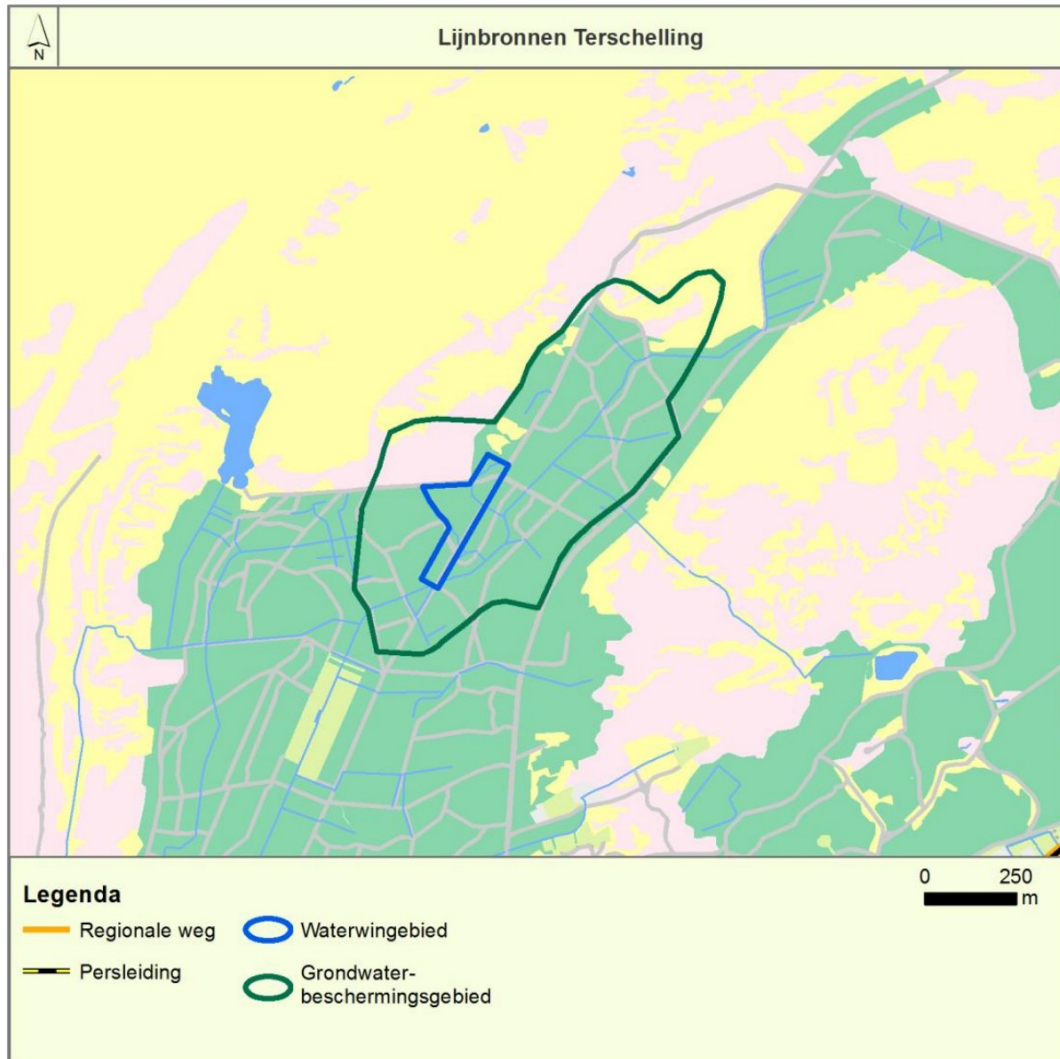 N
Lijnbronnen Terschelling
Legenda
Regionale weg
Persleiding
Waterwingebied
Grondwater-
beschermingsgebied
0 250
m